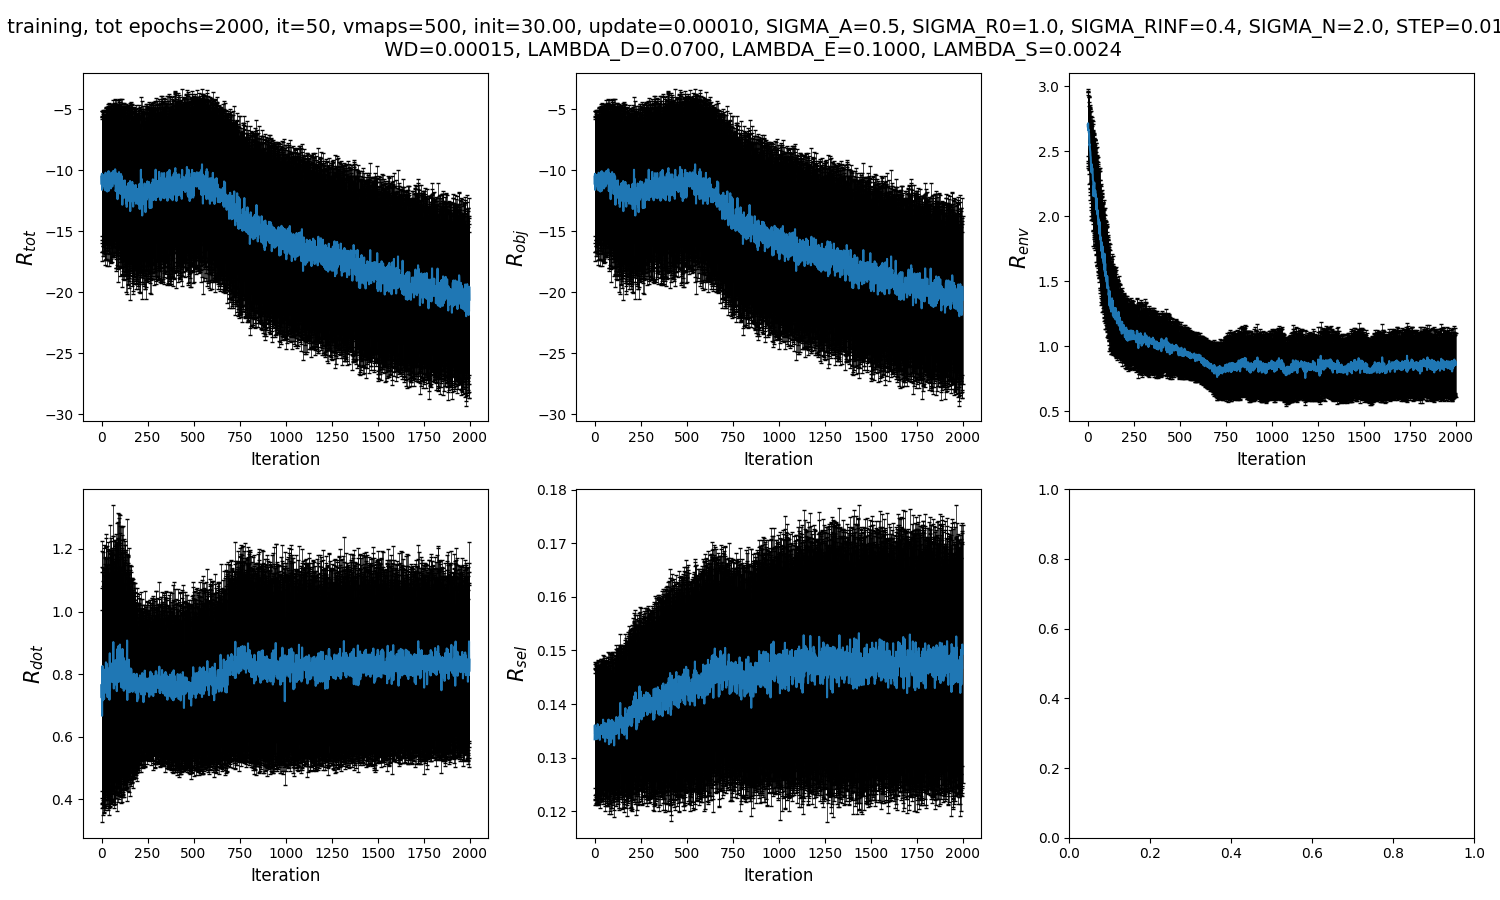 training, tot epochs=2000, it=50, vmaps=500, init=30.00, update=0.00010, SIGMA_A=0.5, SIGMA_R0=1.0, SIGMA_RINF=0.4, SIGMA_N=2.0, STEP=0.01
WD=0.00015, LAMBDA_D=0.0700, LAMBDA_E=0.1000, LAMBDA_S=0.0024
R_tot
−5
−10
−15
−20
−25
−30
0 250 500 750 1000 1250 1500 1750 2000
Iteration
R_obj
−5
−10
−15
−20
−25
−30
0 250 500 750 1000 1250 1500 1750 2000
Iteration
R_env
3.0
2.5
2.0
1.5
1.0
0.5
0 250 500 750 1000 1250 1500 1750 2000
Iteration
R_dot
1.2
1.0
0.8
0.6
0.4
0 250 500 750 1000 1250 1500 1750 2000
Iteration
R_sel
0.18
0.17
0.16
0.15
0.14
0.13
0.12
0 250 500 750 1000 1250 1500 1750 2000
Iteration
1.0
0.8
0.6
0.4
0.2
0.0
0.0 0.2 0.4 0.6 0.8 1.0